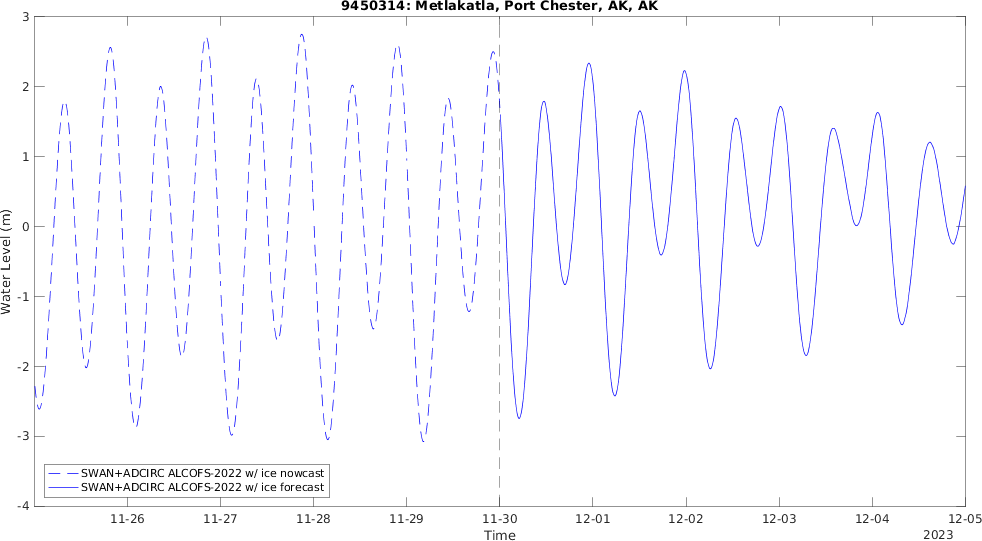 9450314: Metlakatla, Port Chester, AK, AK
Water Level (m)
3
2
1
0
-1
-2
-3
-4
SWAN+ADCIRC ALCOFS-2022 w/ ice nowcast
SWAN+ADCIRC ALCOFS-2022 w/ ice forecast
11-26 11-27 11-28 11-29 11-30 12-01 12-02 12-03 12-04 12-05
Time
2023